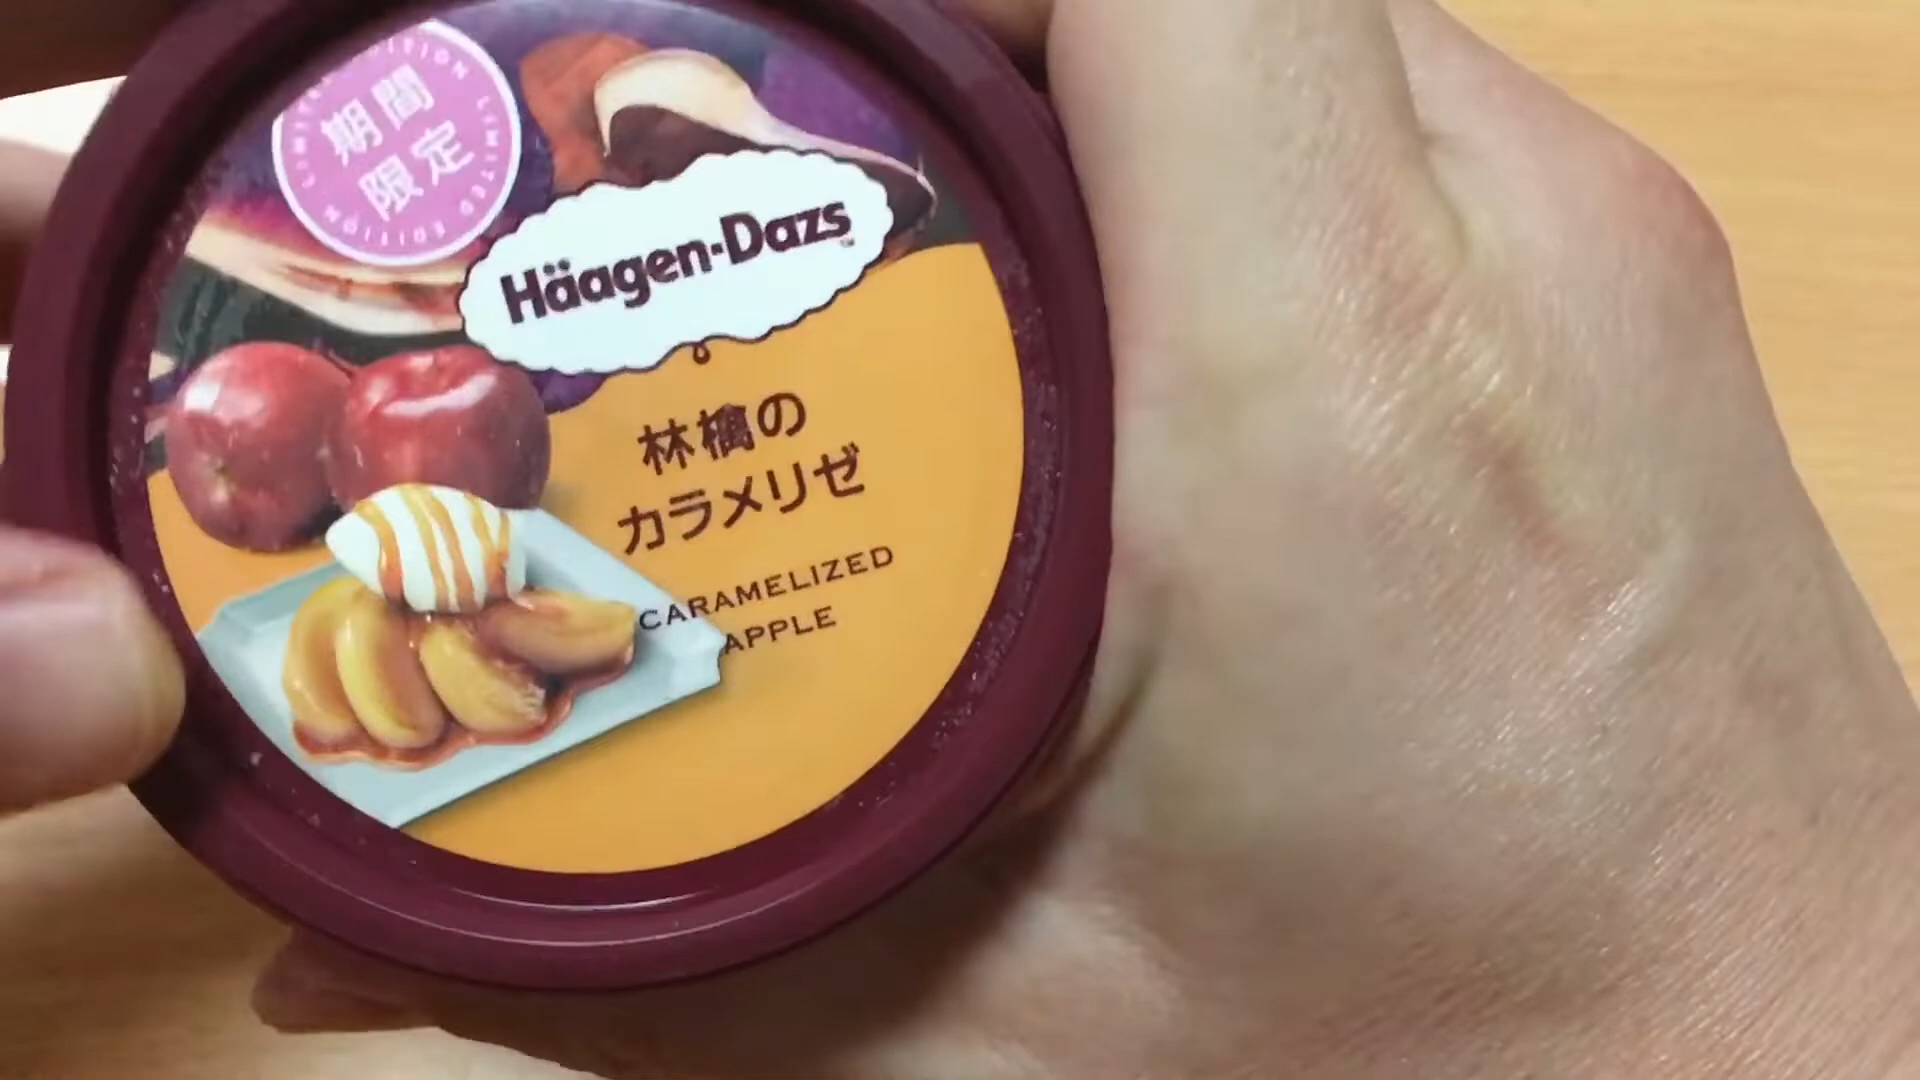 LIMITED EDITION LIMITED EDITION
期間
限定
Häagen-Dazs
林檎の
カラメリゼ
CARAMELIZED
APPLE